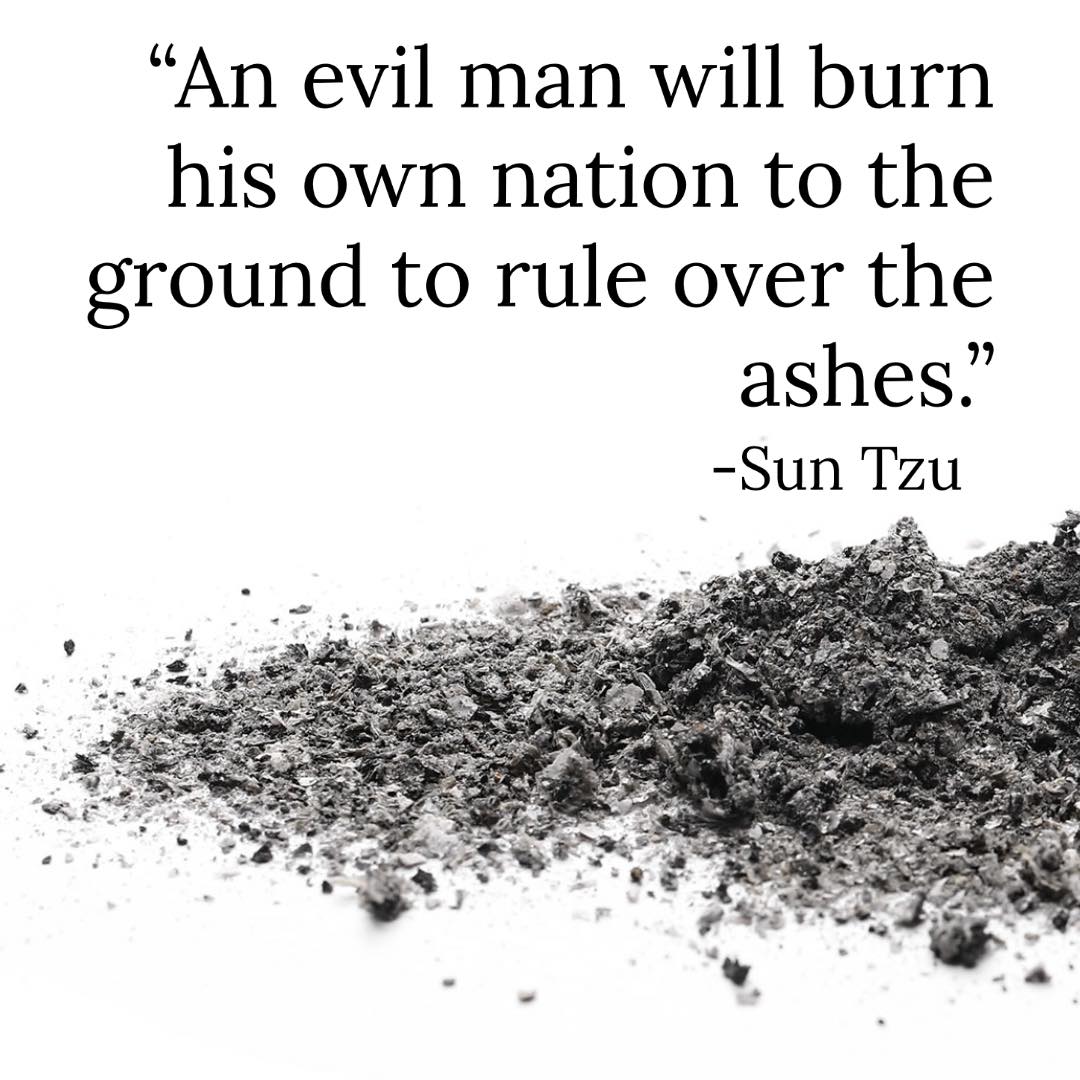 “An evil man will burn
his own nation to the
ground to rule over the
ashes.”
-Sun Tzu